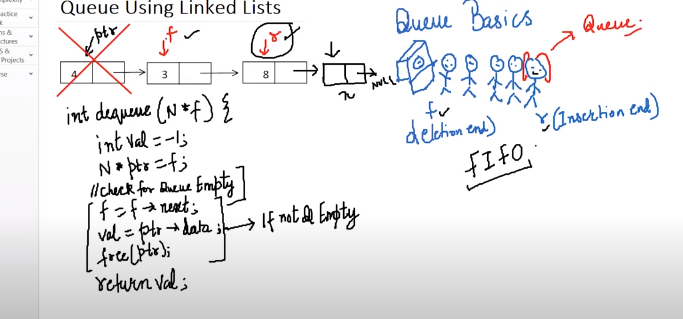 Queue Using Linked Lists
Queue Basics
Queue:
ptr
f
r
4
3
8
n
NULL
f
deletion end)
r (Insertion end)
FIFO
int dequeue (N *f) {
int val = -1;
N * ptr = f;
// check for Queue Empty
f = f → next;
val = ptr → data ;
If not Q Empty
free(ptr);
return val ;
actice
ns &
ctures
S &
Projects
rse